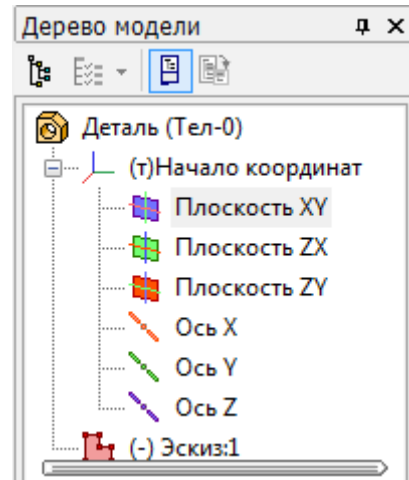 Дерево модели
Деталь (Тел-0)
(т)Начало координат
Плоскость XY
Плоскость ZX
Плоскость ZY
Ось X
Ось Y
Ось Z
(-) Эскиз:1